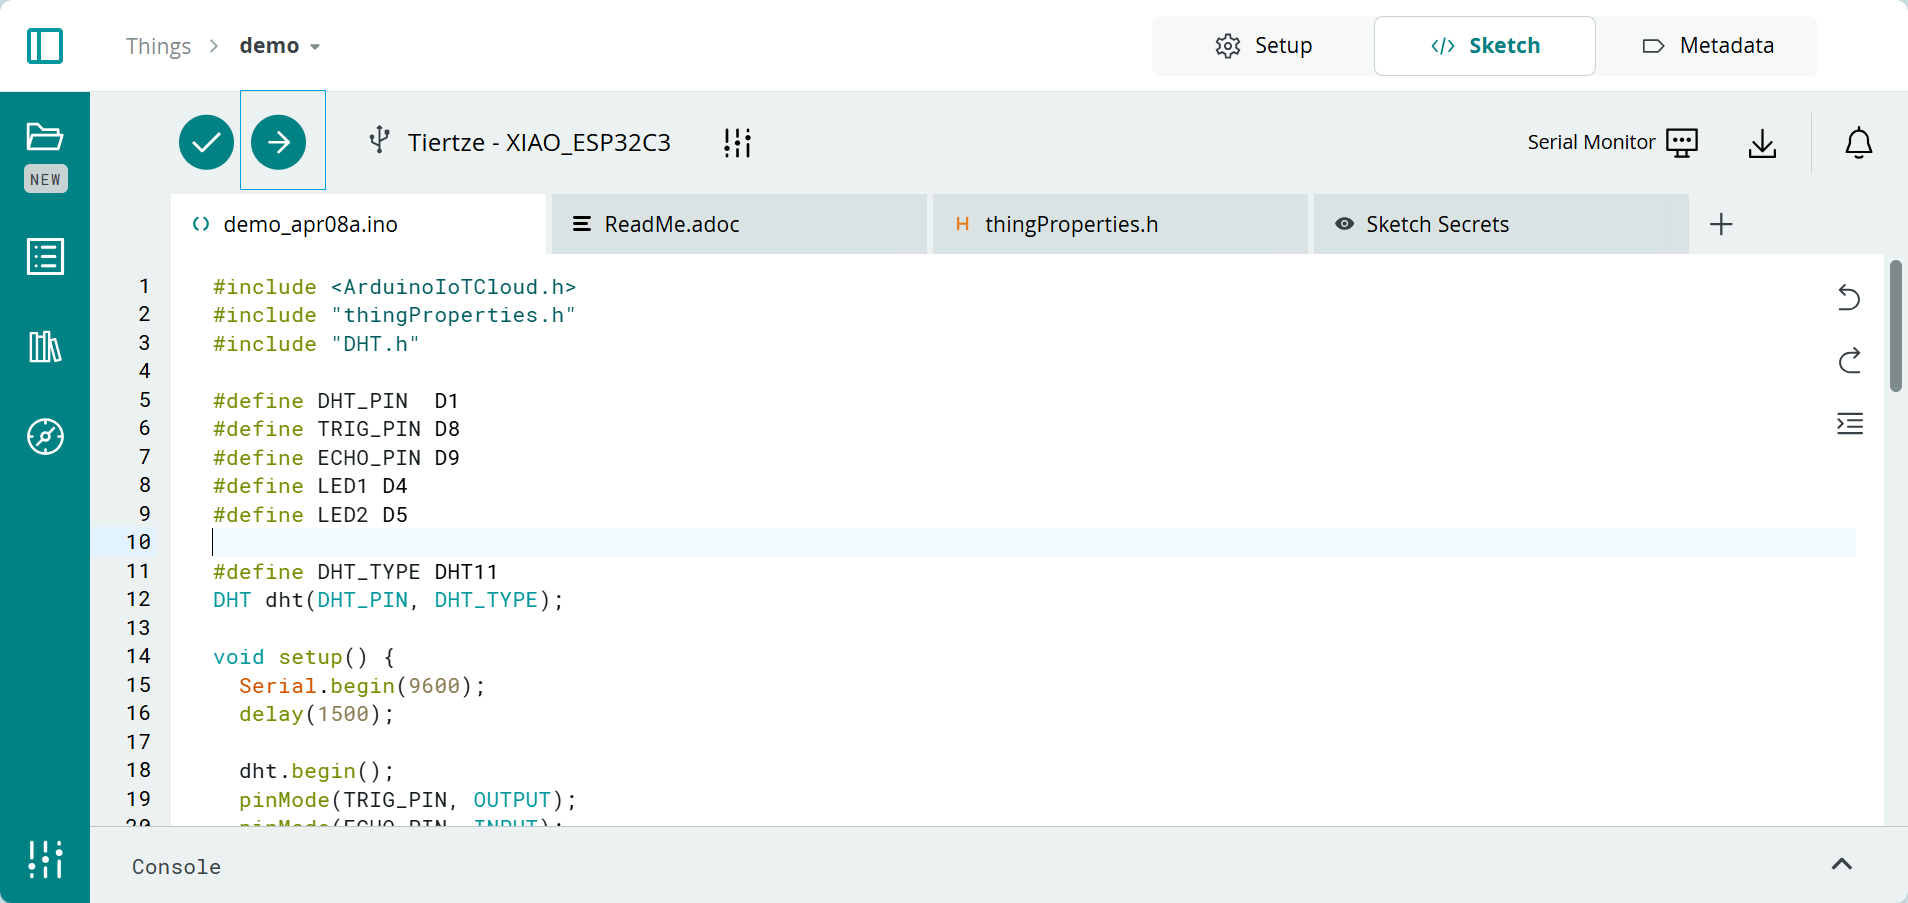 Things > demo
Setup
</> Sketch
Metadata
NEW
Tiertze - XIAO_ESP32C3
Serial Monitor
demo_apr08a.ino
ReadMe.adoc
H thingProperties.h
Sketch Secrets
1 #include <ArduinoIoTCloud.h>
2 #include "thingProperties.h"
3 #include "DHT.h"
4
5 #define DHT_PIN  D1
6 #define TRIG_PIN D8
7 #define ECHO_PIN D9
8 #define LED1 D4
9 #define LED2 D5
10
11 #define DHT_TYPE DHT11
12 DHT dht(DHT_PIN, DHT_TYPE);
13
14 void setup() {
15   Serial.begin(9600);
16   delay(1500);
17
18   dht.begin();
19   pinMode(TRIG_PIN, OUTPUT);
20   pinMode(ECHO_PIN, INPUT);
Console